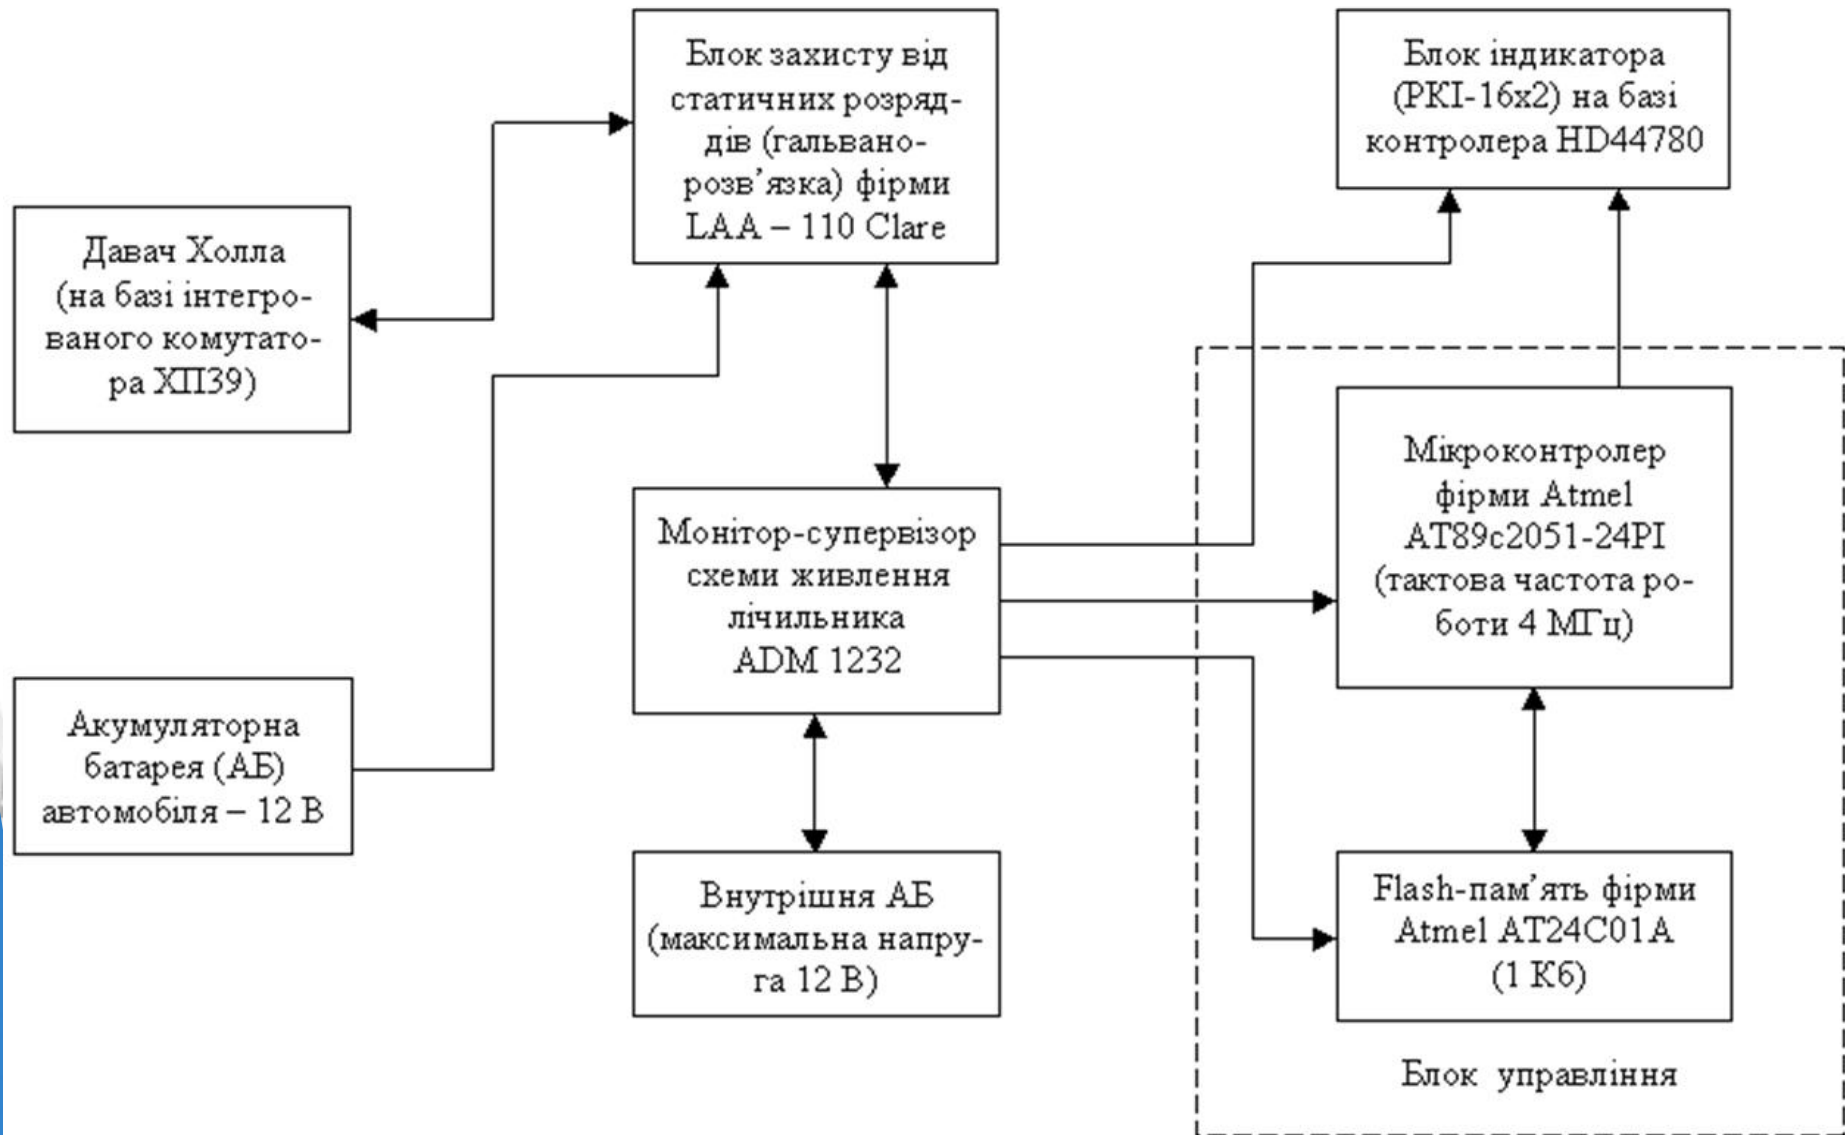 Блок захисту від
статичних розряд-
дів (гальвано-
розв’язка) фірми
LAA – 110 Clare
Блок індикатора
(РКІ-16х2) на базі
контролера HD44780
Давач Холла
(на базі інтегро-
ваного комутато-
ра ХІІ39)
Мікроконтролер
фірми Atmel
AT89c2051-24PI
(тактова частота ро-
боти 4 МГц)
Монітор-супервізор
схеми живлення
лічильника
ADM 1232
Акумуляторна
батарея (АБ)
автомобіля – 12 В
Внутрішня АБ
(максимальна напру-
га 12 В)
Flash-пам’ять фірми
Atmel AT24C01A
(1 Кб)
Блок управління